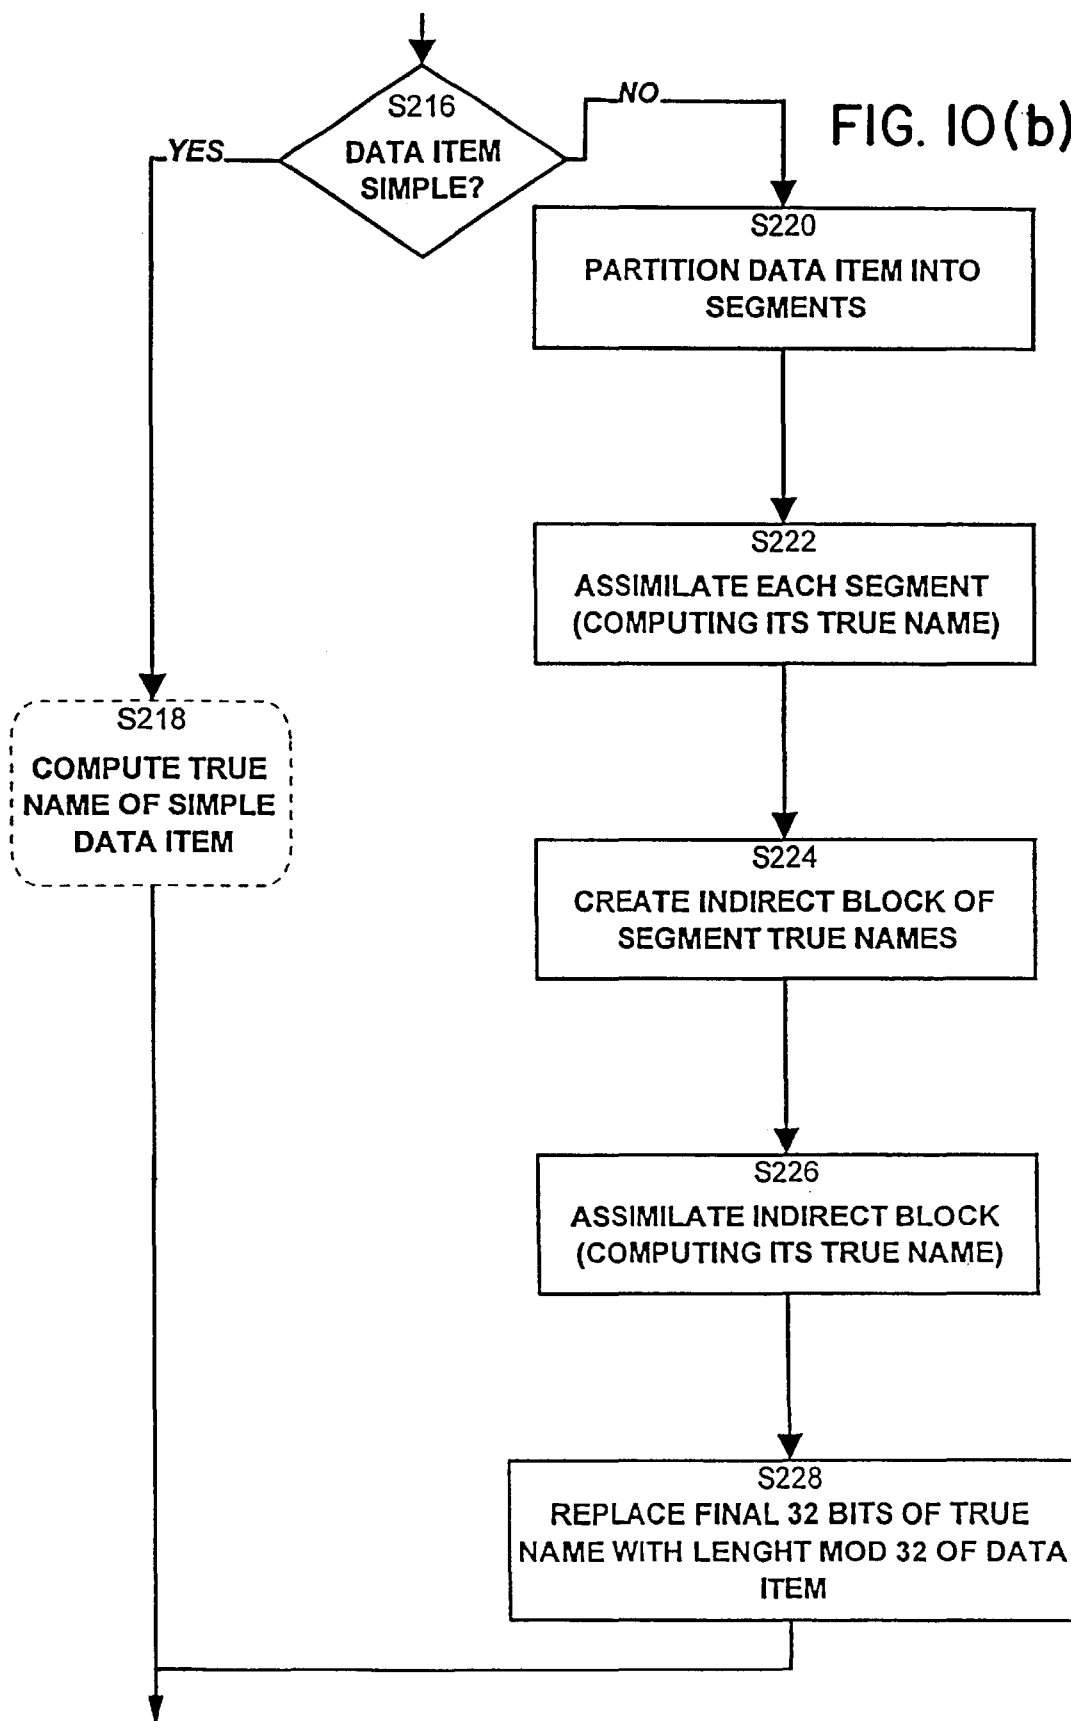 FIG. 10(b)
S216
DATA ITEM
SIMPLE?
YES
NO
S220
PARTITION DATA ITEM INTO
SEGMENTS
S222
ASSIMILATE EACH SEGMENT
(COMPUTING ITS TRUE NAME)
S218
COMPUTE TRUE
NAME OF SIMPLE
DATA ITEM
S224
CREATE INDIRECT BLOCK OF
SEGMENT TRUE NAMES
S226
ASSIMILATE INDIRECT BLOCK
(COMPUTING ITS TRUE NAME)
S228
REPLACE FINAL 32 BITS OF TRUE
NAME WITH LENGHT MOD 32 OF DATA
ITEM